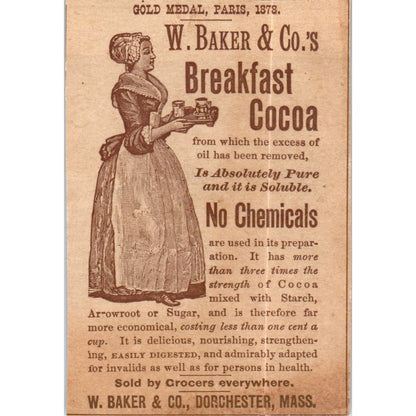 GOLD MEDAL, PARIS, 1878.
W. BAKER & CO.'S
Breakfast
Cocoa
from which the excess of
oil has been removed,
Is Absolutely Pure
and it is Soluble.
No Chemicals
are used in its prepar-
ation. It has more
than three times the
strength of Cocoa
mixed with Starch,
Arrowroot or Sugar, and is therefore far
more economical, costing less than one cent a
cup. It is delicious, nourishing, strengthen-
ing, EASILY DIGESTED, and admirably adapted
for invalids as well as for persons in health.
Sold by Grocers everywhere.
W. BAKER & CO., DORCHESTER, MASS.